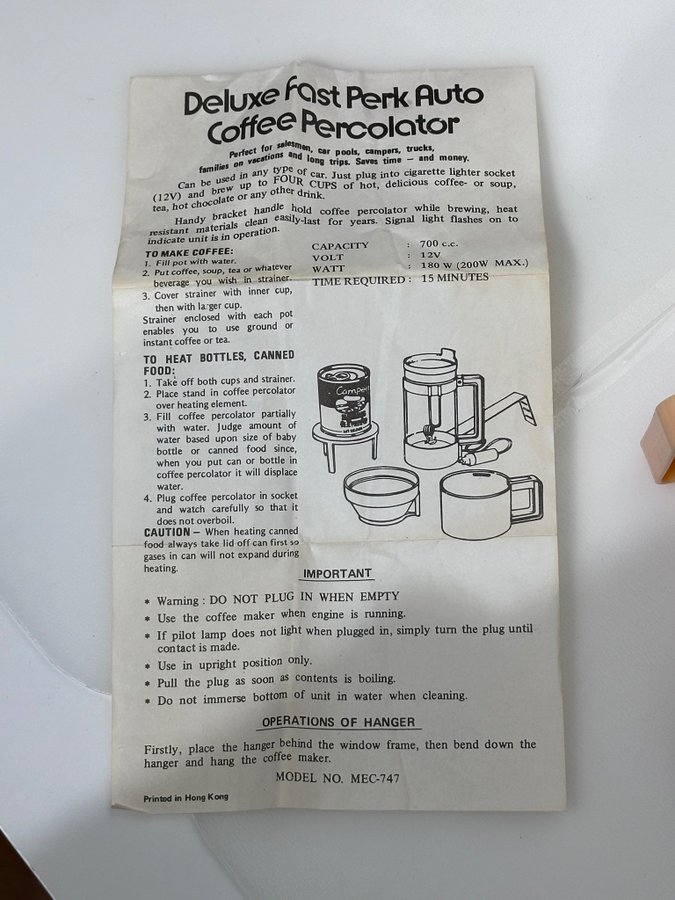 Deluxe Fast Perk Auto
Coffee Percolator
Perfect for salesmen, car pools, campers, trucks,
families on vacations and long trips. Saves time — and money.
Can be used in any type of car. Just plug into cigarette lighter socket
(12V) and brew up to FOUR CUPS of hot, delicious coffee- or soup,
tea, hot chocolate or any other drink.
Handy bracket handle hold coffee percolator while brewing, heat
resistant materials clean easily-last for years. Signal light flashes on to
indicate unit is in operation.
TO MAKE COFFEE:
1. Fill pot with water.
2. Put coffee, soup, tea or whatever
beverage you wish in strainer.
3. Cover strainer with inner cup,
then with larger cup.
Strainer enclosed with each pot
enables you to use ground or
instant coffee or tea.
CAPACITY : 700 c.c.
VOLT : 12V
WATT : 180 W (200W MAX.)
TIME REQUIRED : 15 MINUTES
TO HEAT BOTTLES, CANNED
FOOD:
1. Take off both cups and strainer.
2. Place stand in coffee percolator
over heating element.
3. Fill coffee percolator partially
with water. Judge amount of
water based upon size of baby
bottle or canned food since,
when you put can or bottle in
coffee percolator it will displace
water.
4. Plug coffee percolator in socket
and watch carefully so that it
does not overboil.
CAUTION — When heating canned
food always take lid off can first so
gases in can will not expand during
heating.
IMPORTANT
* Warning : DO NOT PLUG IN WHEN EMPTY
* Use the coffee maker when engine is running.
* If pilot lamp does not light when plugged in, simply turn the plug until
contact is made.
* Use in upright position only.
* Pull the plug as soon as contents is boiling.
* Do not immerse bottom of unit in water when cleaning.
OPERATIONS OF HANGER
Firstly, place the hanger behind the window frame, then bend down the
hanger and hang the coffee maker.
MODEL NO. MEC-747
Printed in Hong Kong